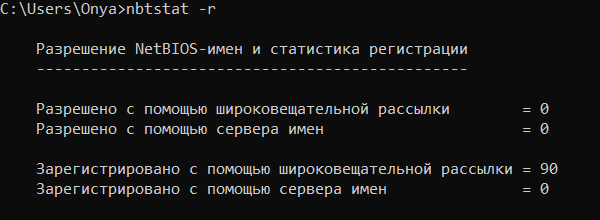 C:\Users\Onya>nbtstat -r
Разрешение NetBIOS-имен и статистика регистрации
------------------------------------------------
Разрешено с помощью широковещательной рассылки = 0
Разрешено с помощью сервера имен = 0
Зарегистрировано с помощью широковещательной рассылки = 90
Зарегистрировано с помощью сервера имен = 0